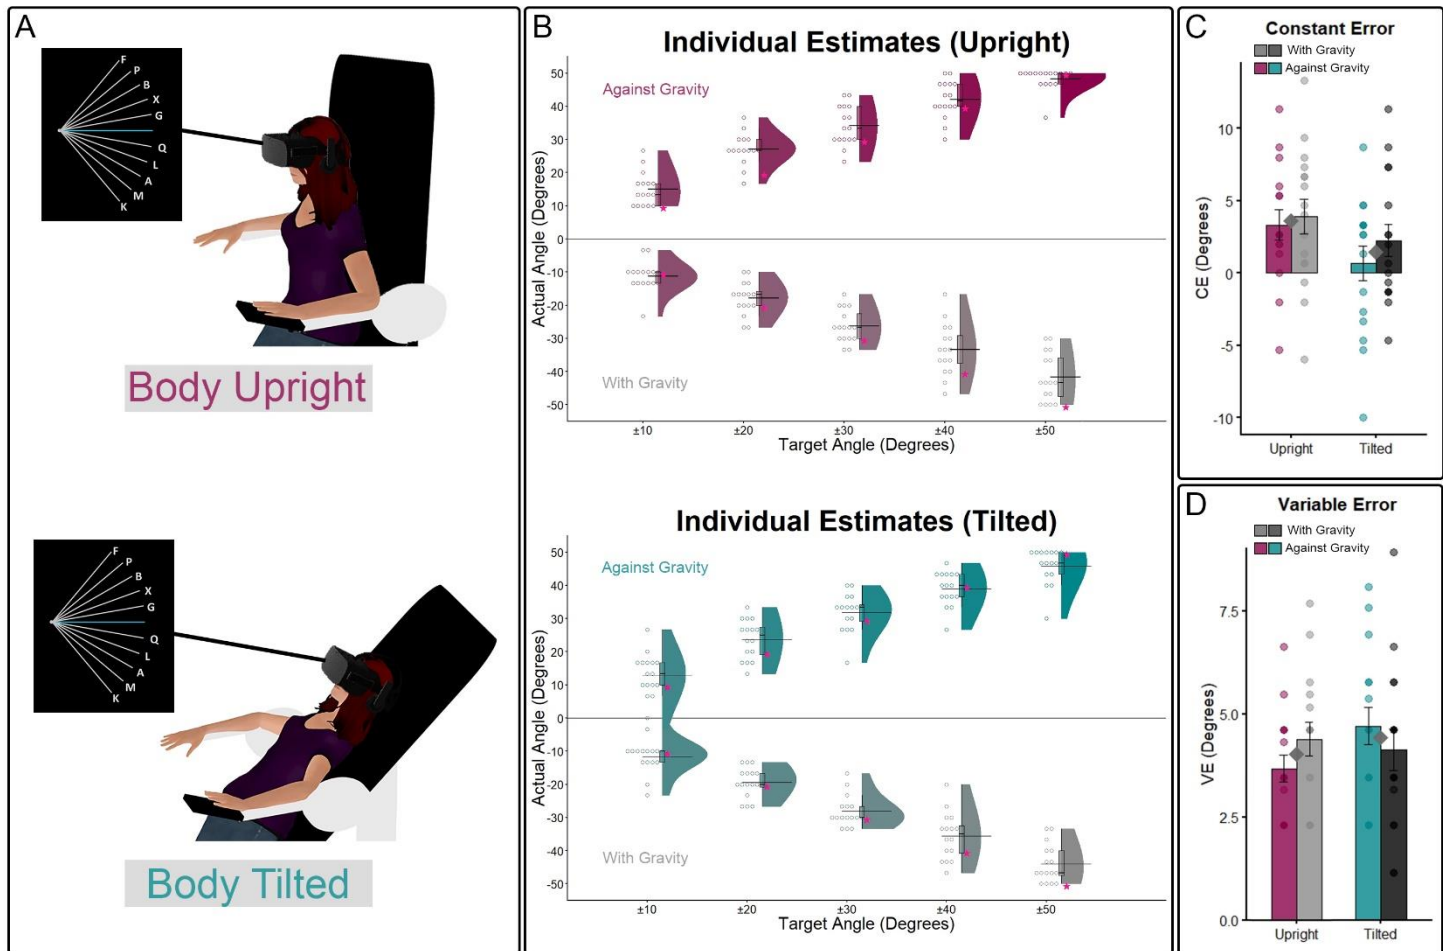 A
F
P
B
X
G
Q
L
A
M
K
Body Upright
F
P
B
X
G
Q
L
A
M
K
Body Tilted
B
Individual Estimates (Upright)
Actual Angle (Degrees)
50
40
30
20
10
0
-10
-20
-30
-40
-50
Against Gravity
With Gravity
±10 ±20 ±30 ±40 ±50
Target Angle (Degrees)
Individual Estimates (Tilted)
Actual Angle (Degrees)
50
40
30
20
10
0
-10
-20
-30
-40
-50
Against Gravity
With Gravity
±10 ±20 ±30 ±40 ±50
Target Angle (Degrees)
C
Constant Error
With Gravity
Against Gravity
CE (Degrees)
10
5
0
-5
-10
Upright Tilted
D
Variable Error
With Gravity
Against Gravity
VE (Degrees)
7.5
5.0
2.5
0.0
Upright Tilted